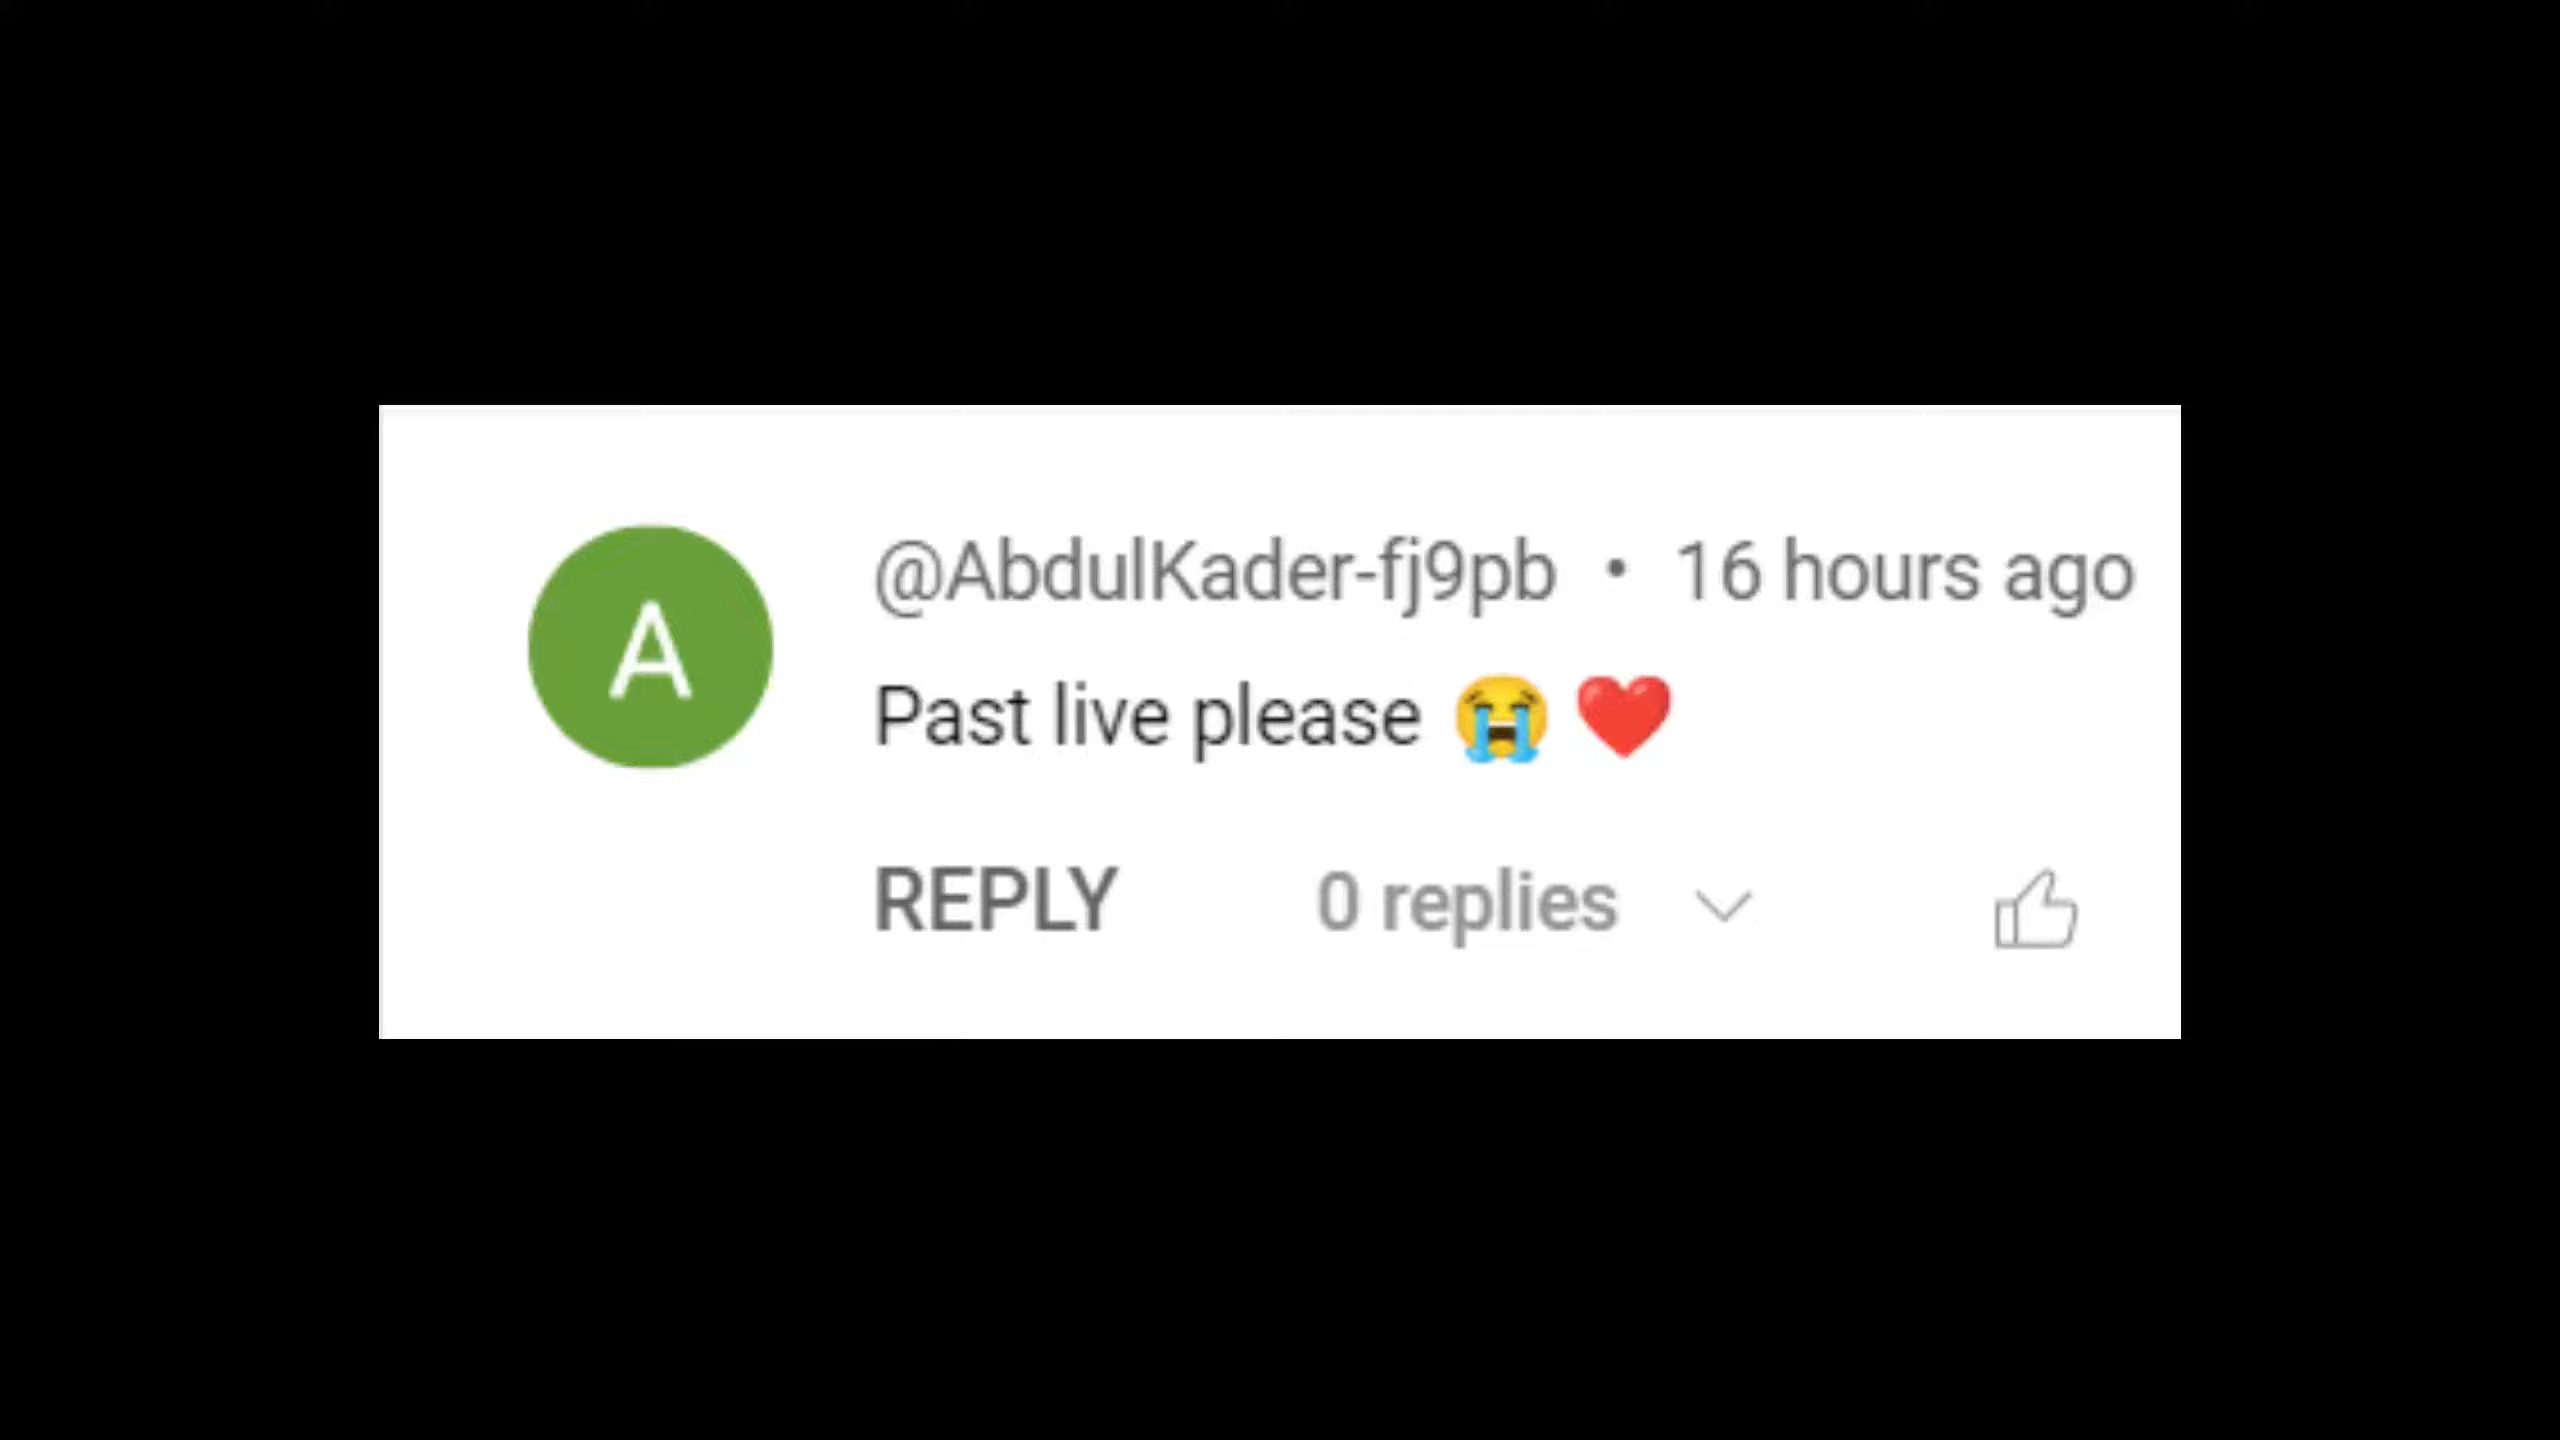 A
@AbdulKader-fj9pb • 16 hours ago
Past live please 😭 ❤️
REPLY 0 replies